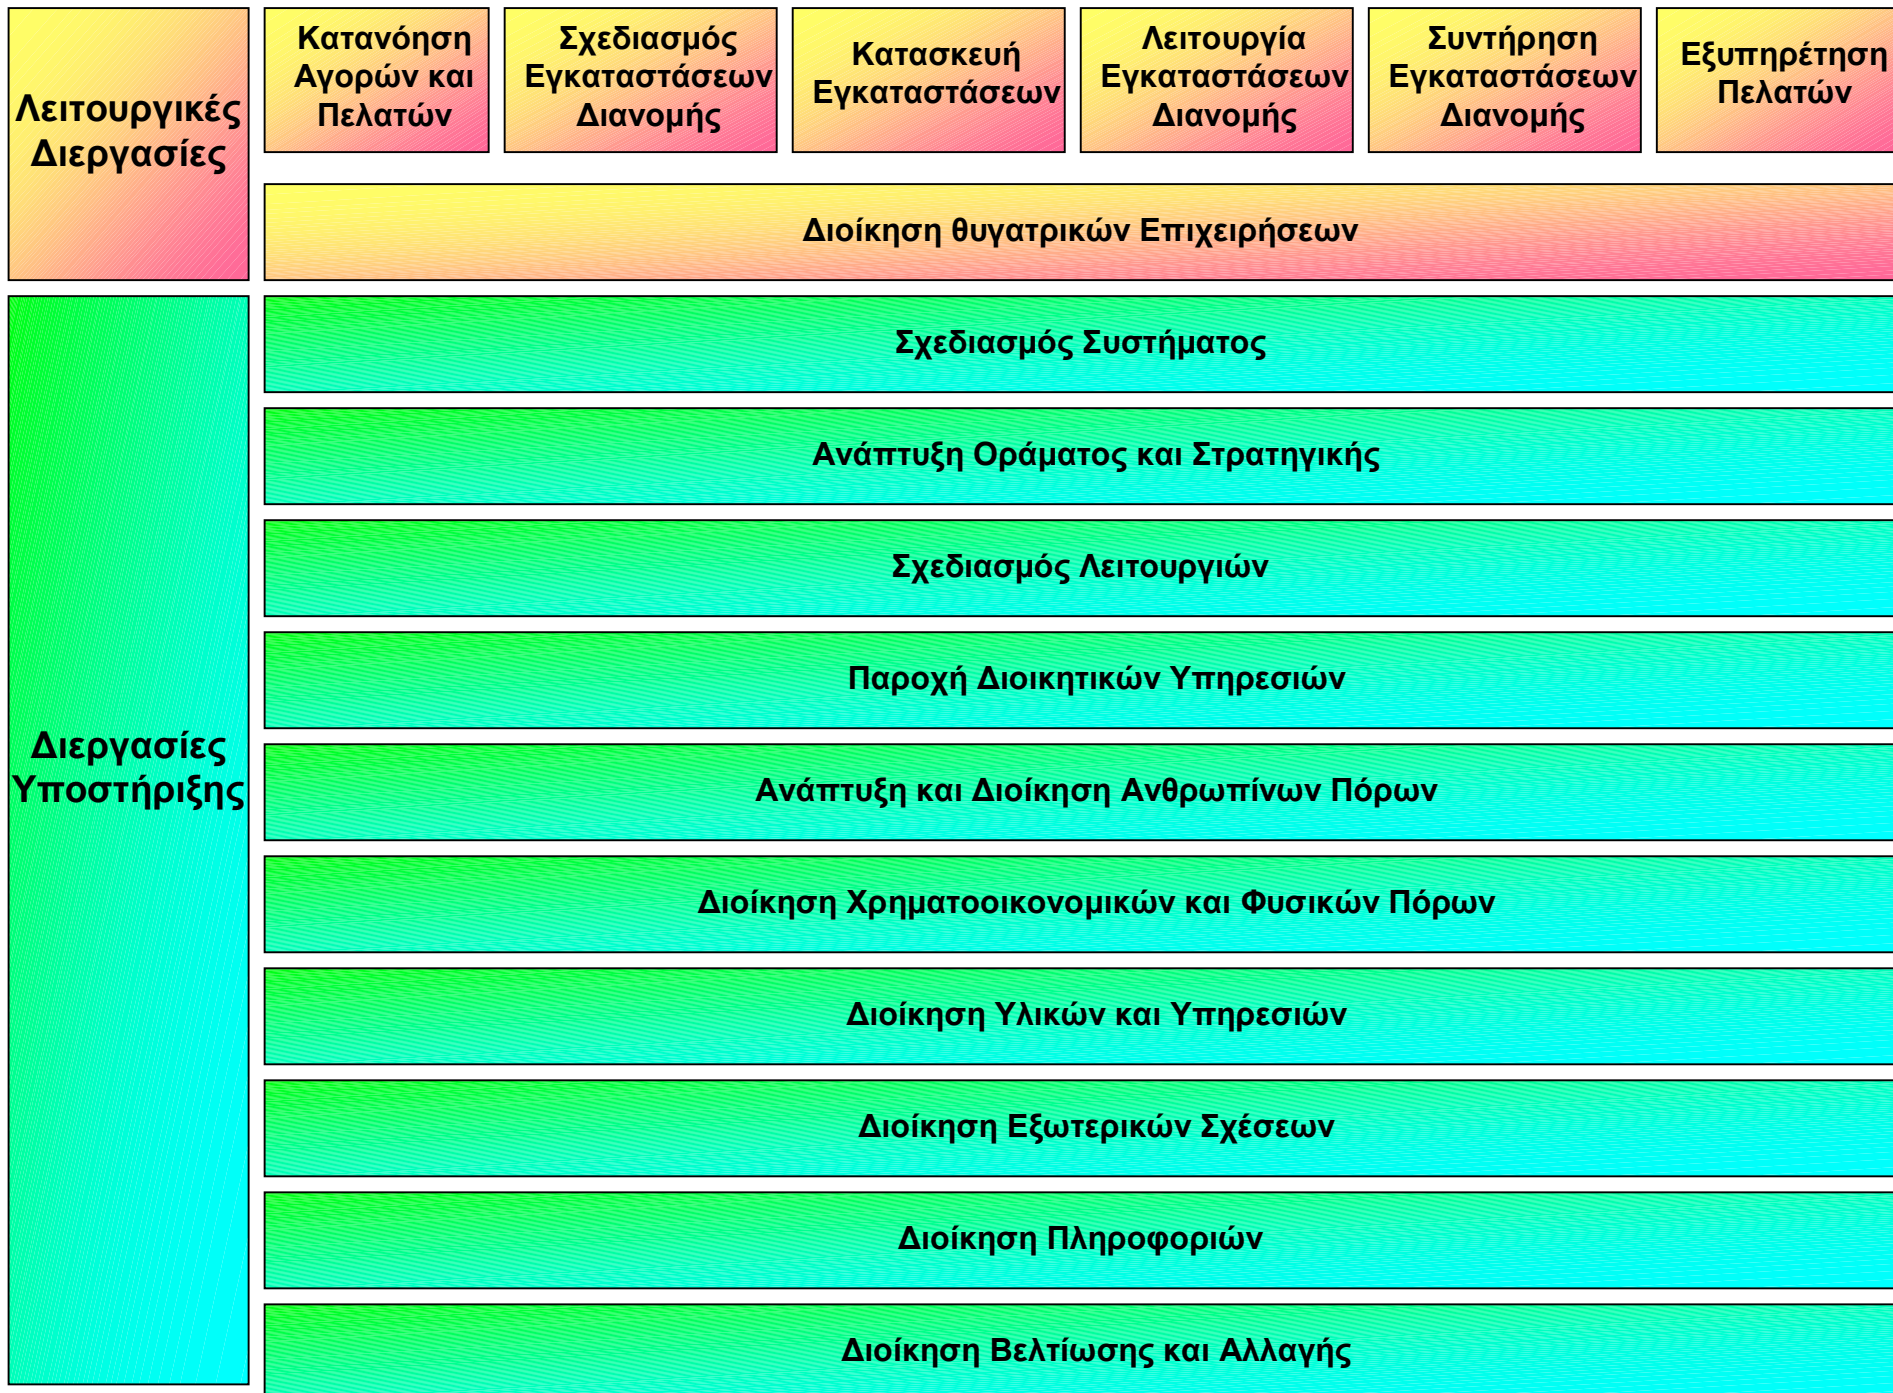 Λειτουργικές
Διεργασίες
Κατανόηση
Αγορών και
Πελατών
Σχεδιασμός
Εγκαταστάσεων
Διανομής
Κατασκευή
Εγκαταστάσεων
Λειτουργία
Εγκαταστάσεων
Διανομής
Συντήρηση
Εγκαταστάσεων
Διανομής
Εξυπηρέτηση
Πελατών
Διοίκηση θυγατρικών Επιχειρήσεων
Διεργασίες
Υποστήριξης
Σχεδιασμός Συστήματος
Ανάπτυξη Οράματος και Στρατηγικής
Σχεδιασμός Λειτουργιών
Παροχή Διοικητικών Υπηρεσιών
Ανάπτυξη και Διοίκηση Ανθρωπίνων Πόρων
Διοίκηση Χρηματοοικονομικών και Φυσικών Πόρων
Διοίκηση Υλικών και Υπηρεσιών
Διοίκηση Εξωτερικών Σχέσεων
Διοίκηση Πληροφοριών
Διοίκηση Βελτίωσης και Αλλαγής